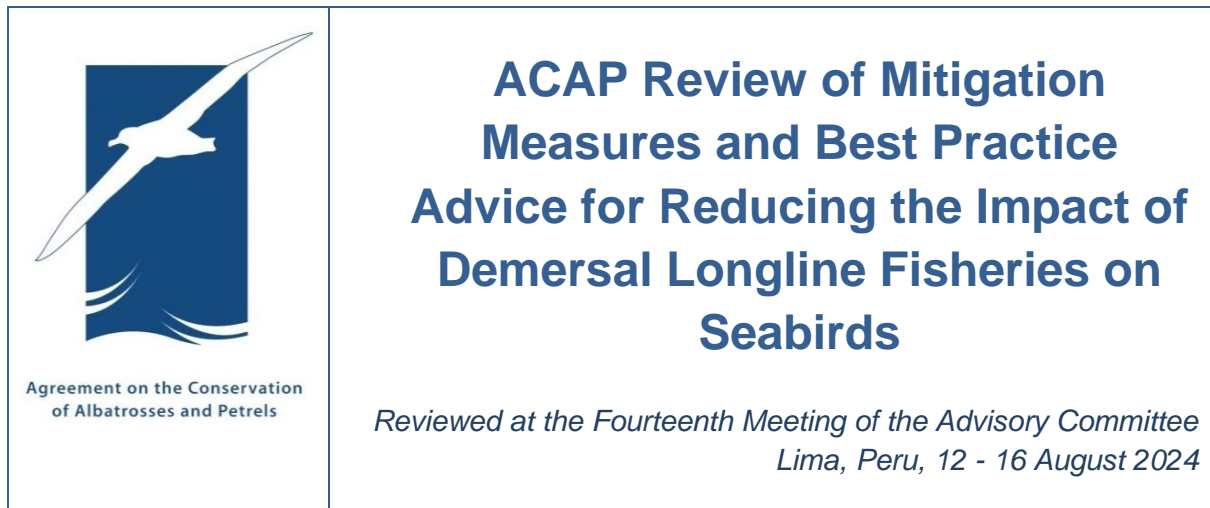 Agreement on the Conservation
of Albatrosses and Petrels
ACAP Review of Mitigation
Measures and Best Practice
Advice for Reducing the Impact of
Demersal Longline Fisheries on
Seabirds
Reviewed at the Fourteenth Meeting of the Advisory Committee
Lima, Peru, 12 - 16 August 2024